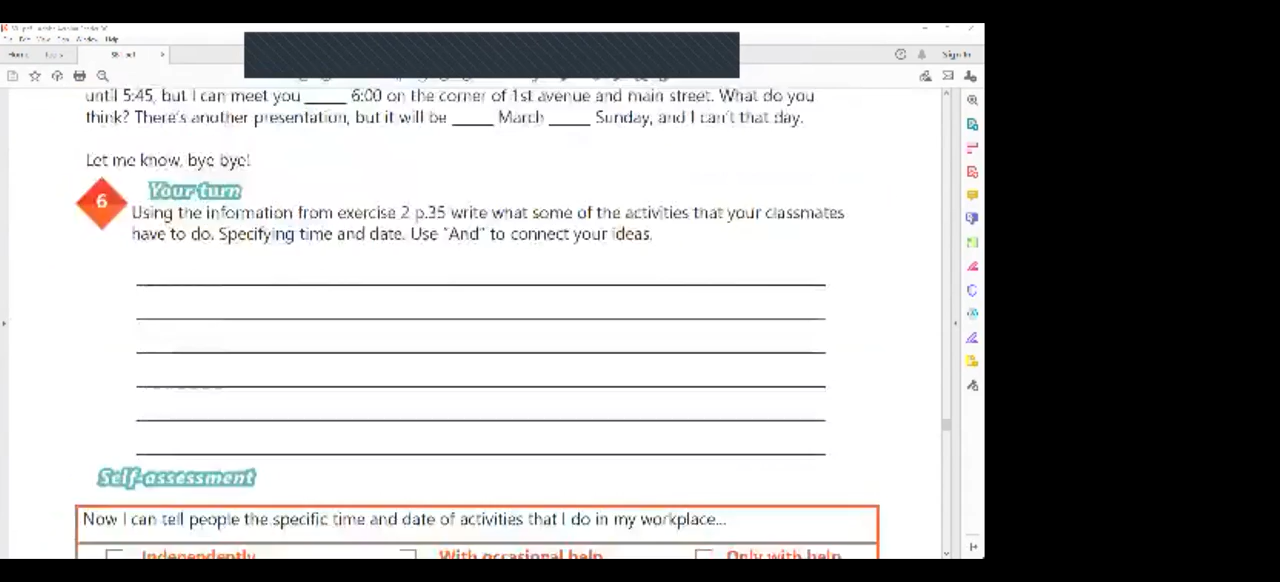 Home
Sign In
until 5:45, but I can meet you _____ 6:00 on the corner of 1st avenue and main street. What do you
think? There's another presentation, but it will be _____ March _____ Sunday, and I can't that day.
Let me know, bye bye!
Your turn
6
Using the information from exercise 2 p.35 write what some of the activities that your classmates
have to do. Specifying time and date. Use "And" to connect your ideas.
Self-assessment
Now I can tell people the specific time and date of activities that I do in my workplace...
Independently With occasional help Only with help